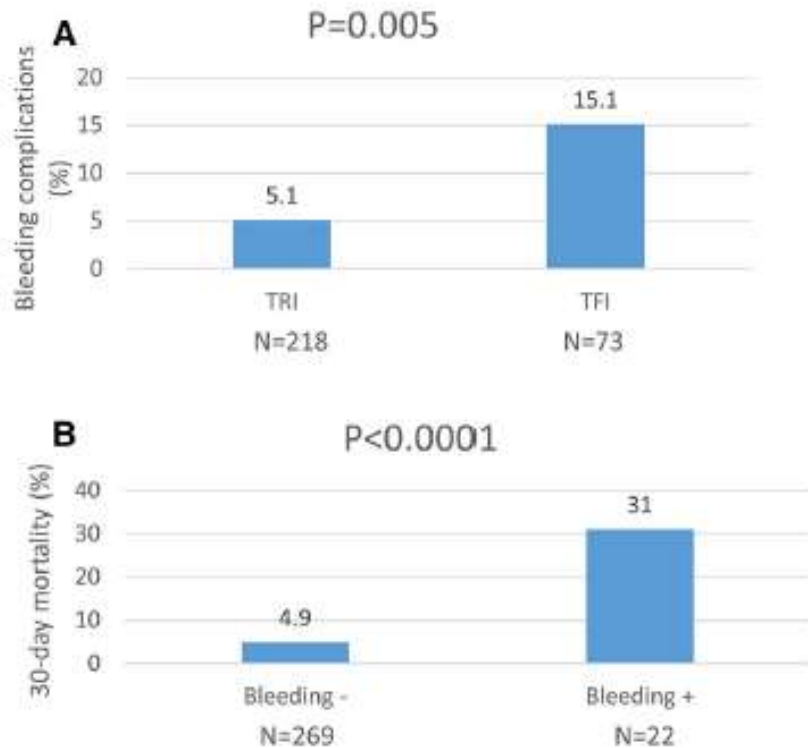 A
P=0.005
Bleeding complications
(%)
20
15
10
5
0
5.1
15.1
TRI
TFI
N=218
N=73
B
P<0.0001
30-day mortality (%)
40
30
20
10
0
4.9
31
Bleeding -
Bleeding +
N=269
N=22